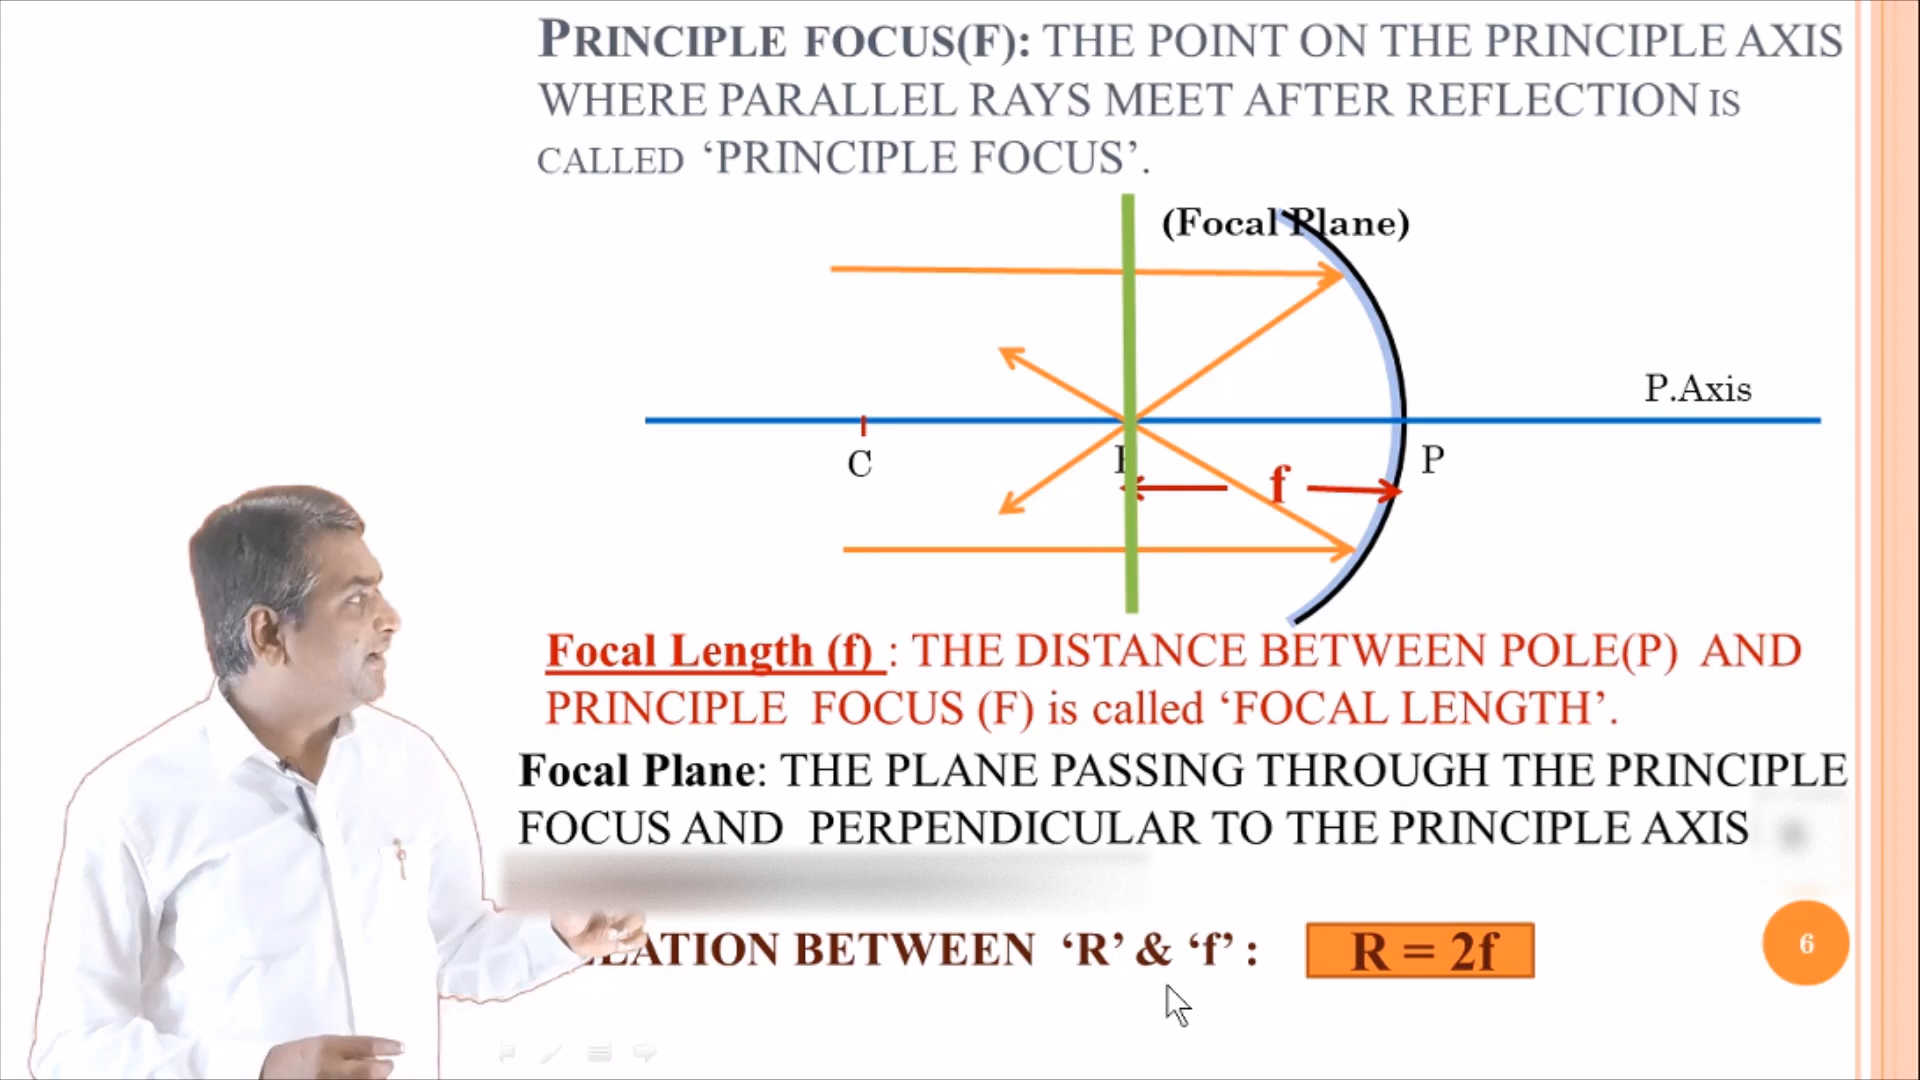 PRINCIPLE FOCUS(F): THE POINT ON THE PRINCIPLE AXIS
WHERE PARALLEL RAYS MEET AFTER REFLECTION IS
CALLED ‘PRINCIPLE FOCUS’.
(Focal Plane)
P.Axis
C
P
f
Focal Length (f) : THE DISTANCE BETWEEN POLE(P) AND
PRINCIPLE FOCUS (F) is called ‘FOCAL LENGTH’.
Focal Plane: THE PLANE PASSING THROUGH THE PRINCIPLE
FOCUS AND PERPENDICULAR TO THE PRINCIPLE AXIS
BETWEEN ‘R’ & ‘f’ :
R = 2f
6